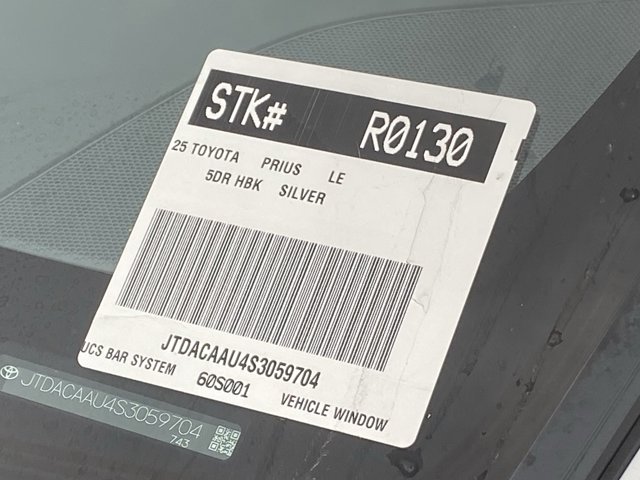 STK# R0130
25 TOYOTA PRIUS LE
5DR HBK SILVER
JTDACAAU4S3059704
UCS BAR SYSTEM 60S001 VEHICLE WINDOW
JTDACAAU4S3059704
743